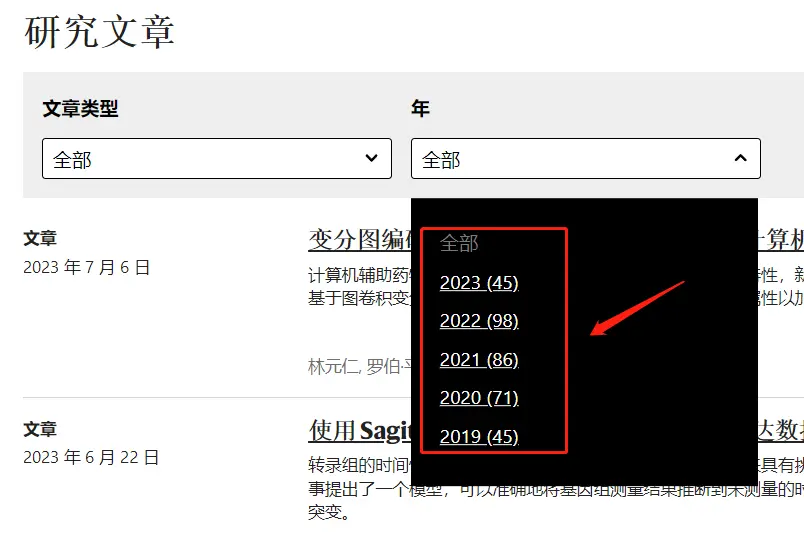 研究文章
文章类型 年
全部 全部
全部
2023 (45)
2022 (98)
2021 (86)
2020 (71)
2019 (45)
文章
2023 年 7 月 6 日
变分图编 计算机
计算机辅助药 特性，新
基于图卷积变 属性以加
林元仁, 罗伯·
文章
2023 年 6 月 22 日
使用 Sagit 达数据
转录组的时间 具有挑
事提出了一个模型，可以准确地将基因组测量结果推断到未测量的时
突变。